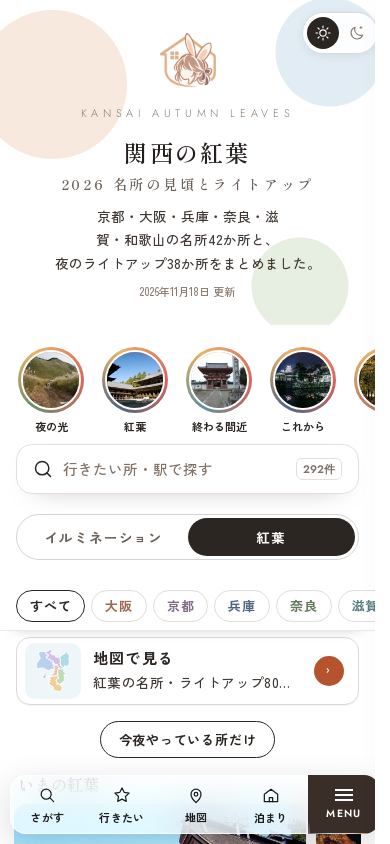 KANSAI AUTUMN LEAVES
関西の紅葉
2026 名所の見頃とライトアップ
京都・大阪・兵庫・奈良・滋
賀・和歌山の名所42か所と、
夜のライトアップ38か所をまとめました。
2026年11月18日 更新
夜の光 紅葉 終わる間近 これから
行きたい所・駅で探す 292件
イルミネーション 紅葉
すべて 大阪 京都 兵庫 奈良 滋賀
地図で見る
紅葉の名所・ライトアップ80…
›
今夜やっている所だけ
いまの紅葉
さがす 行きたい 地図 泊まり MENU